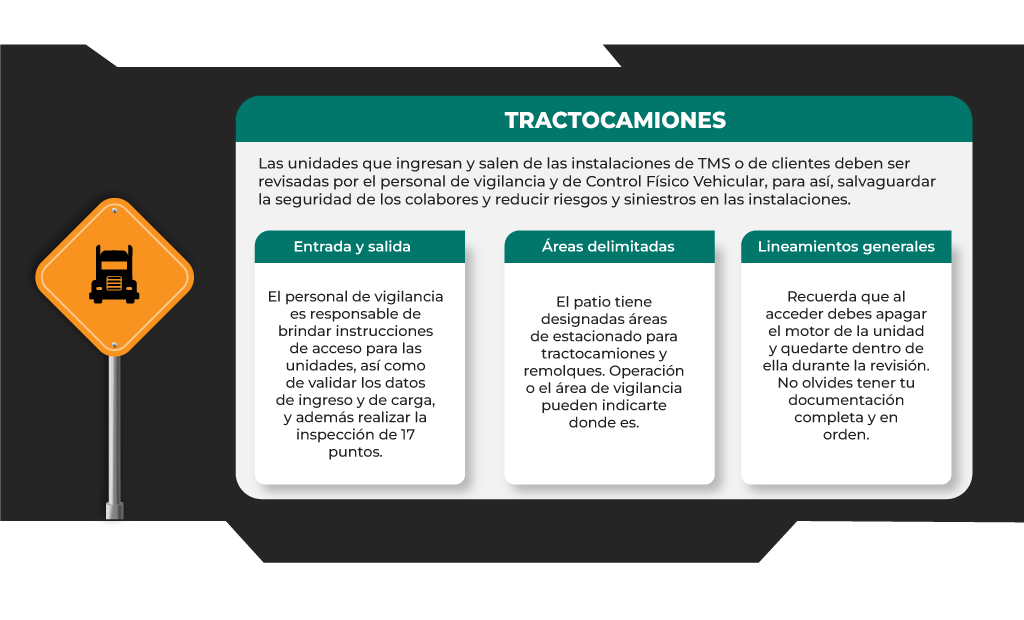 TRACTOCAMIONES
Las unidades que ingresan y salen de las instalaciones de TMS o de clientes deben ser
revisadas por el personal de vigilancia y de Control Físico Vehicular, para así, salvaguardar
la seguridad de los colabores y reducir riesgos y siniestros en las instalaciones.
Entrada y salida
El personal de vigilancia
es responsable de
brindar instrucciones
de acceso para las
unidades, así como
de validar los datos
de ingreso y de carga,
y además realizar la
inspección de 17
puntos.
Áreas delimitadas
El patio tiene
designadas áreas
de estacionado para
tractocamiones y
remolques. Operación
o el área de vigilancia
pueden indicarte
donde es.
Lineamientos generales
Recuerda que al
acceder debes apagar
el motor de la unidad
y quedarte dentro de
ella durante la revisión.
No olvides tener tu
documentación
completa y en
orden.